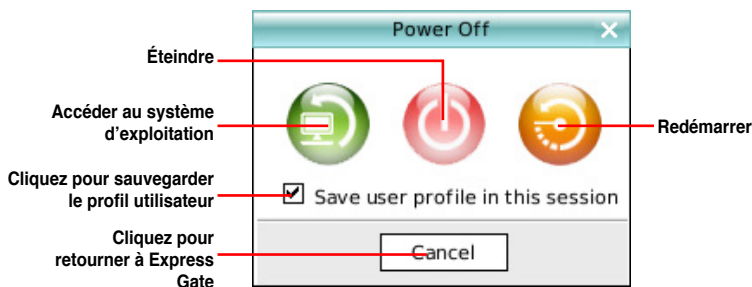 Power Off
Éteindre
Accéder au système
d'exploitation
Redémarrer
Cliquez pour sauvegarder
le profil utilisateur
Save user profile in this session
Cliquez pour
retourner à Express
Gate
Cancel